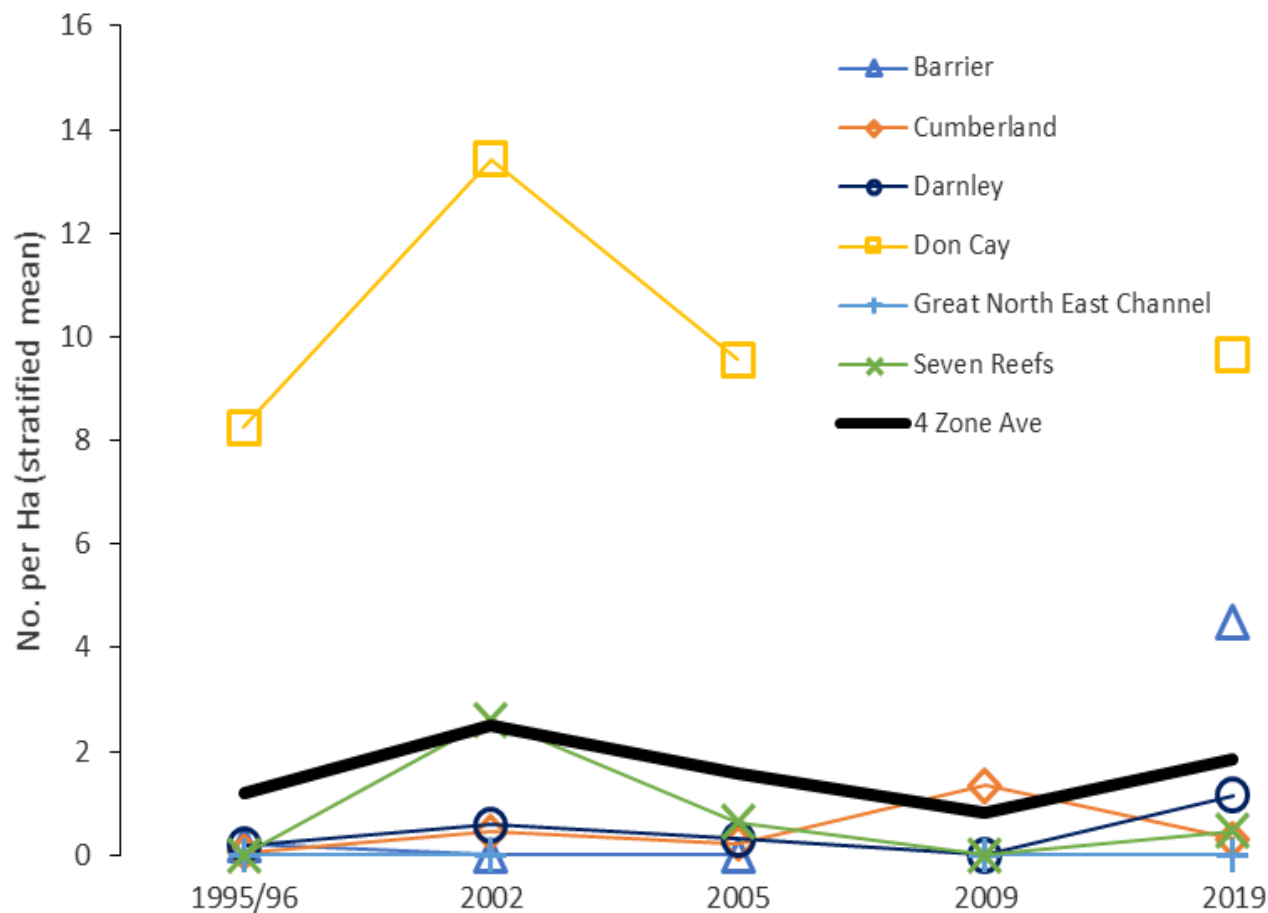 No. per Ha (stratified mean)
16
14
12
10
8
6
4
2
0
1995/96
2002
2005
2009
2019
Barrier
Cumberland
Darnley
Don Cay
Great North East Channel
Seven Reefs
4 Zone Ave